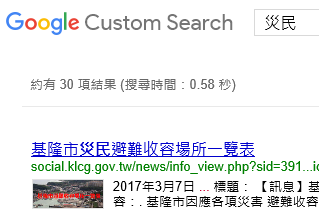 Google Custom Search 災民
約有 30 項結果 (搜尋時間：0.58 秒)
基隆市災民避難收容場所一覽表
social.klcg.gov.tw/news/info_view.php?sid=391...
2017年3月7日 ... 標題： 【訊息】基
容：. 基隆市因應各項災害 避難收容